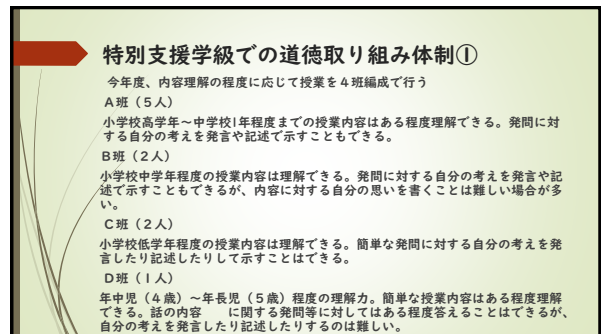 特別支援学級での道徳取り組み体制①
今年度、内容理解の程度に応じて授業を４班編成で行う
A班（５人）
小学校高学年～中学校1年程度までの授業内容はある程度理解できる。発問に対
する自分の考えを発言や記述で示すこともできる。
B班（２人）
小学校中学年程度の授業内容は理解できる。発問に対する自分の考えを発言や記
述で示すこともできるが、内容に対する自分の思いを書くことは難しい場合が多
い。
C班（２人）
小学校低学年程度の授業内容は理解できる。簡単な発問に対する自分の考えを発
言したり記述したりして示すことはできる。
D班（１人）
年中児（４歳）～年長児（５歳）程度の理解力。簡単な授業内容はある程度理解
できる。話の内容　　に関する発問等に対してはある程度答えることはできるが、
自分の考えを発言したり記述したりするのは難しい。